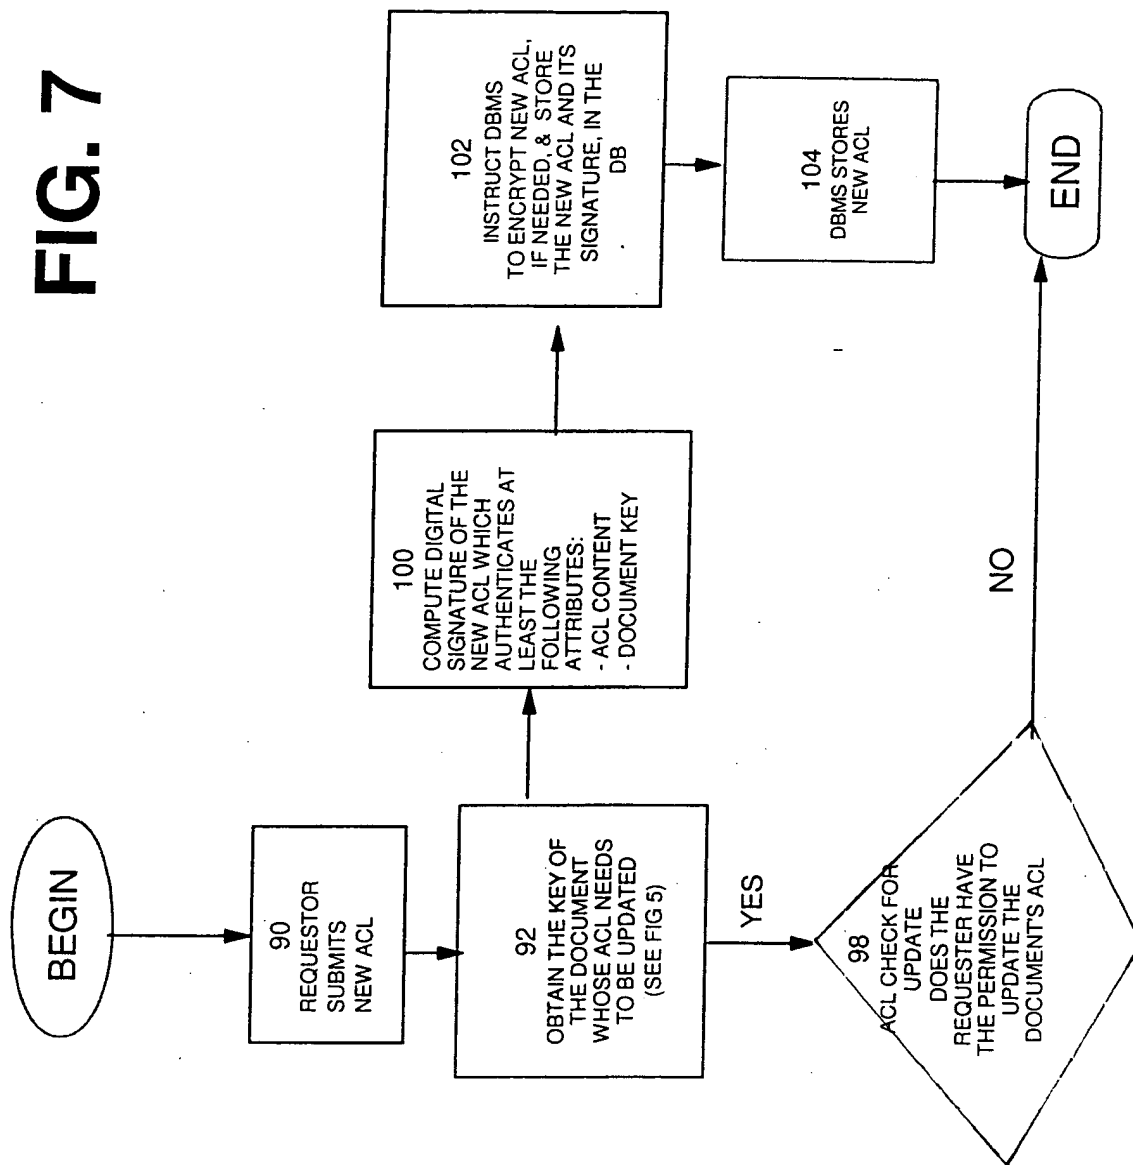 FIG. 7
BEGIN
90
REQUESTOR
SUBMITS
NEW ACL
92
OBTAIN THE KEY OF
THE DOCUMENT
WHOSE ACL NEEDS
TO BE UPDATED
(SEE FIG 5)
YES
98
ACL CHECK FOR
UPDATE
DOES THE
REQUESTER HAVE
THE PERMISSION TO
UPDATE THE
DOCUMENTS ACL
NO
100
COMPUTE DIGITAL
SIGNATURE OF THE
NEW ACL WHICH
AUTHENTICATES AT
LEAST THE
FOLLOWING
ATTRIBUTES:
- ACL CONTENT
- DOCUMENT KEY
102
INSTRUCT DBMS
TO ENCRYPT NEW ACL,
IF NEEDED, & STORE
THE NEW ACL AND ITS
SIGNATURE, IN THE
DB
104
DBMS STORES
NEW ACL
END